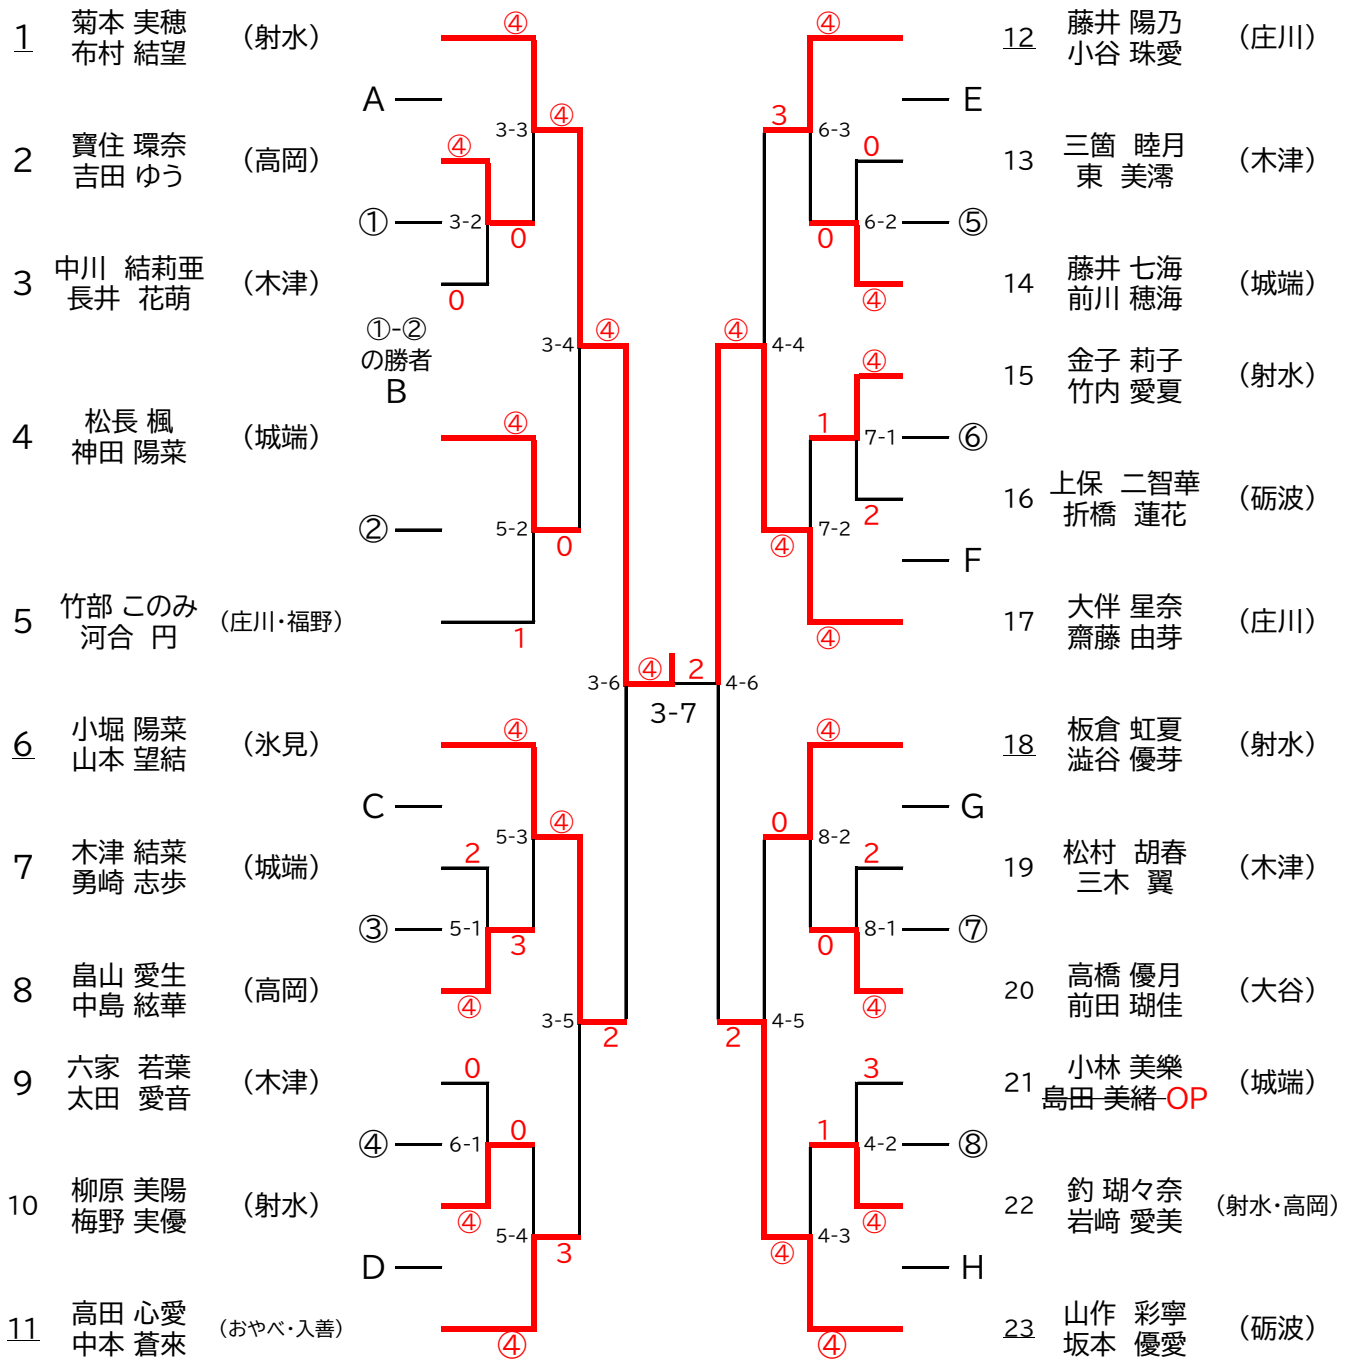 1 菊本 実穂 (射水) ④
布村 結望
A
3-3 ④
2 寶住 環奈 (高岡) ④
吉田 ゆう
① 3-2 0
3 中川 結莉亜 (木津) 0
長井 花萌
①-②
の勝者
B
3-4 ④
4 松長 楓 (城端) ④
神田 陽菜
② 5-2 0
5 竹部 このみ (庄川・福野) 1
河合 円
3-6 ④ 2 4-6
3-7
6 小堀 陽菜 (氷見) ④
山本 望結
C
5-3 ④
7 木津 結菜 (城端) 2
勇崎 志歩
③ 5-1 3
8 畠山 愛生 (高岡) ④
中島 絃華
3-5 2
9 六家 若葉 (木津) 0
太田 愛音
④ 6-1 0
10 柳原 美陽 (射水) ④
梅野 実優
5-4 3
D
11 高田 心愛 (おやべ・入善) ④
中本 蒼來
④ 12 藤井 陽乃 (庄川)
小谷 珠愛
E
3 6-3
0 13 三箇 睦月 (木津)
東 美澪
0 6-2 ⑤
④ 14 藤井 七海 (城端)
前川 穂海
④ 4-4
④ 15 金子 莉子 (射水)
竹内 愛夏
1 7-1 ⑥
2 16 上保 二智華 (砺波)
折橋 蓮花
④ 7-2
F
④ 17 大伴 星奈 (庄川)
齋藤 由芽
④ 18 板倉 虹夏 (射水)
澁谷 優芽
G
0 8-2
2 19 松村 胡春 (木津)
三木 翼
0 8-1 ⑦
④ 20 高橋 優月 (大谷)
前田 瑚佳
2 4-5
3 21 小林 美樂 (城端)
島田 美緒 OP
1 4-2 ⑧
④ 22 釣 瑚々奈 (射水・高岡)
岩﨑 愛美
④ 4-3
H
④ 23 山作 彩寧 (砺波)
坂本 優愛